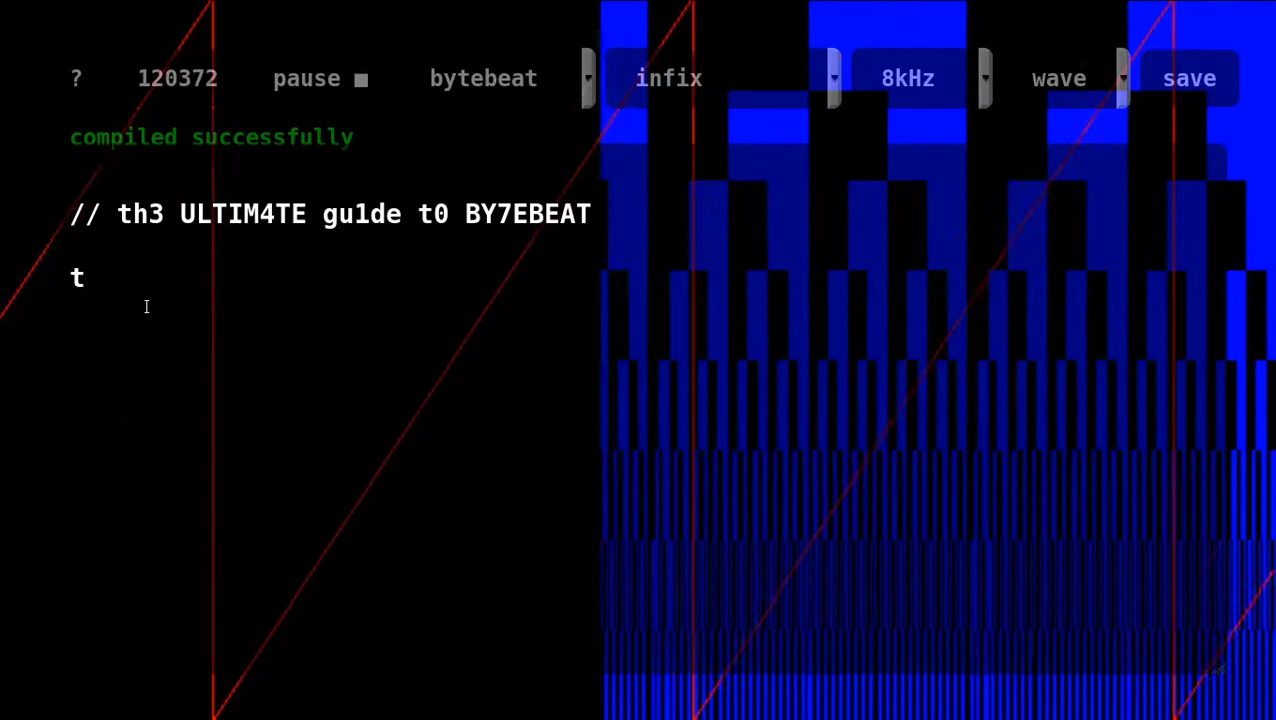 ? 120372 pause ■ bytebeat infix 8kHz wave save
compiled successfully
// th3 ULTIM4TE gu1de t0 BY7EBEAT
t